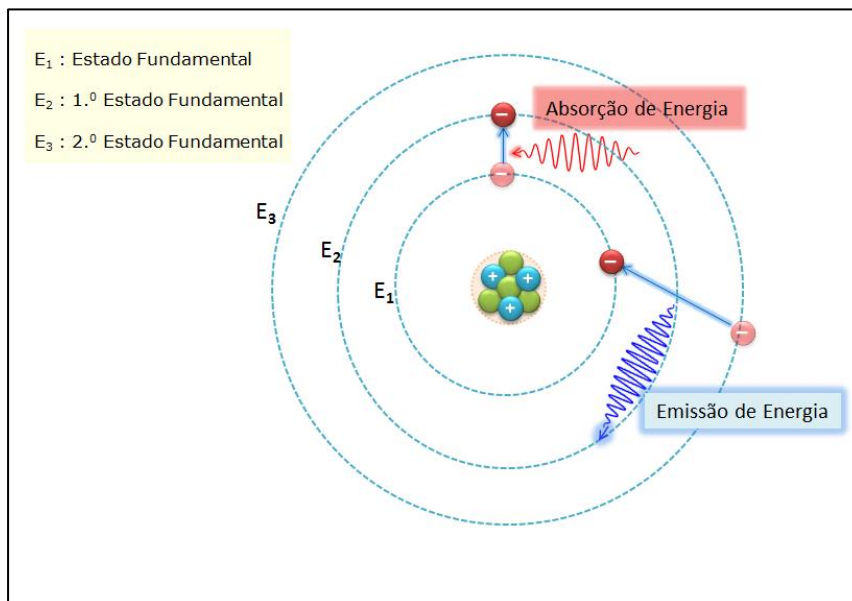 E₁ : Estado Fundamental
E₂ : 1.º Estado Fundamental
E₃ : 2.º Estado Fundamental
Absorção de Energia
E₃
E₂
E₁
Emissão de Energia